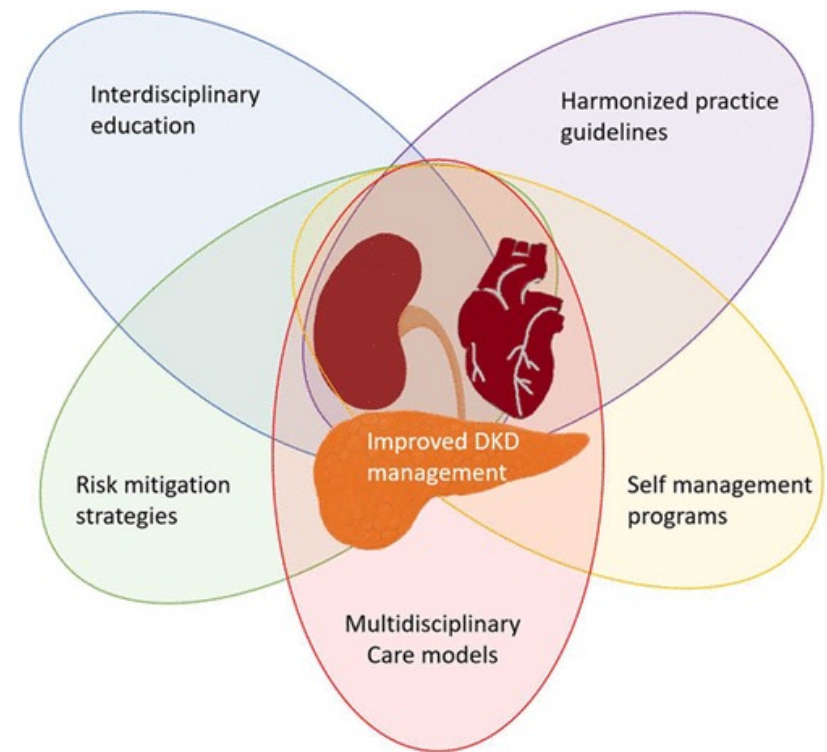 Interdisciplinary
education
Harmonized practice
guidelines
Improved DKD
management
Risk mitigation
strategies
Self management
programs
Multidisciplinary
Care models